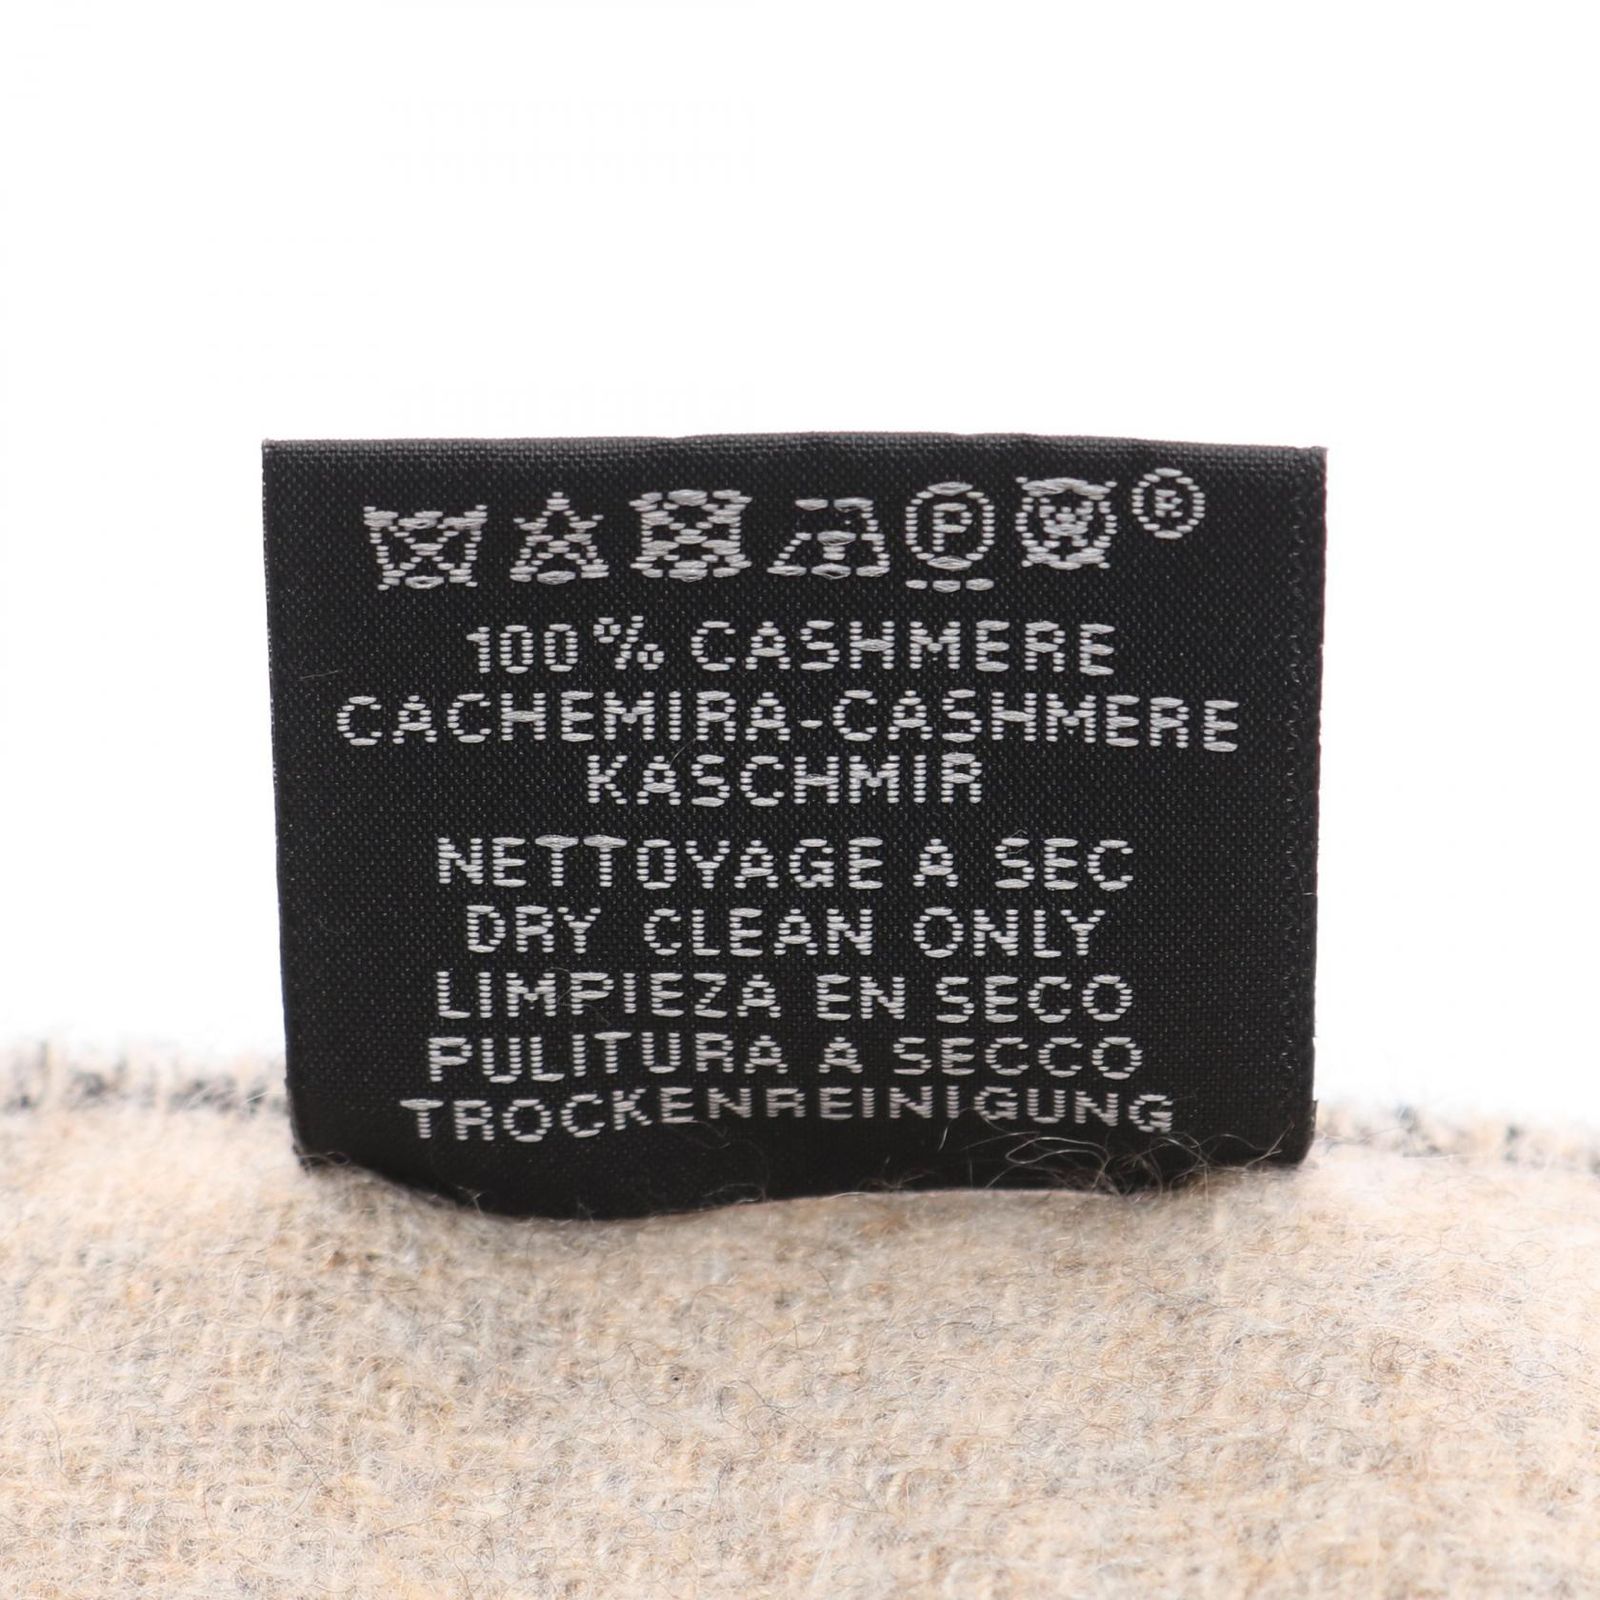 P W ®
100% CASHMERE
CACHEMIRA-CASHMERE
KASCHMIR
NETTOYAGE A SEC
DRY CLEAN ONLY
LIMPIEZA EN SECO
PULITURA A SECCO
TROCKENREINIGUNG